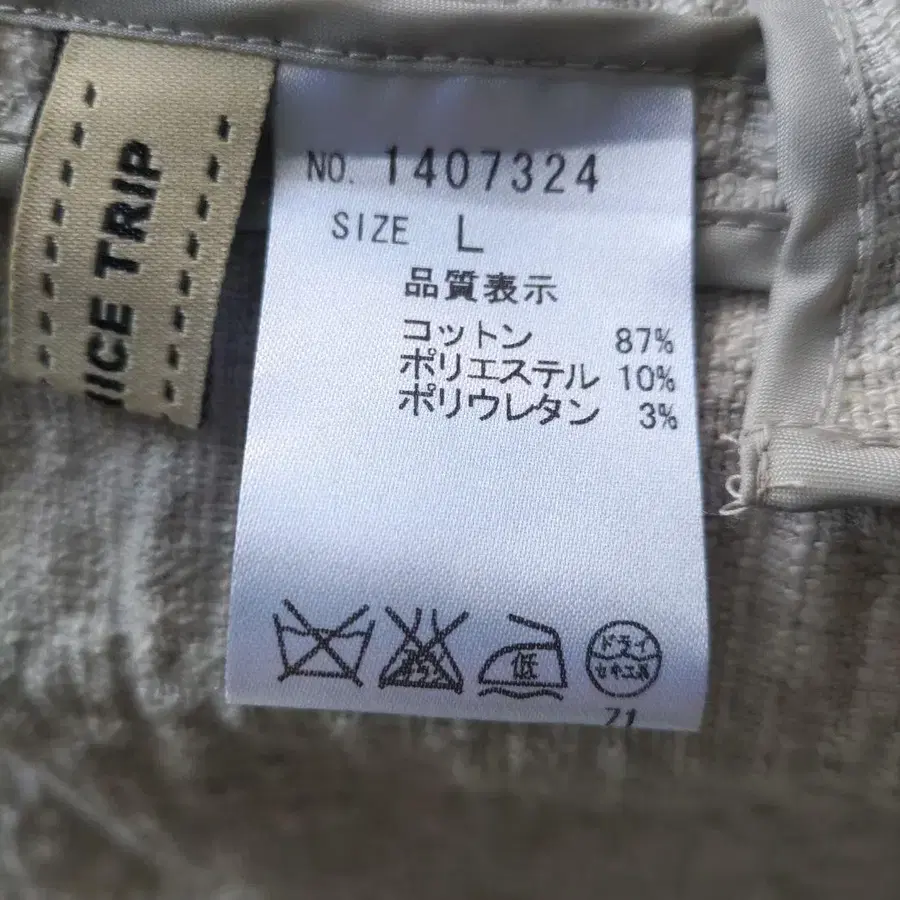 NICE TRIP
NO. 1407324
SIZE L
品質表示
コットン 87%
ポリエステル 10%
ポリウレタン 3%
低
ドライ
セキユ系
71